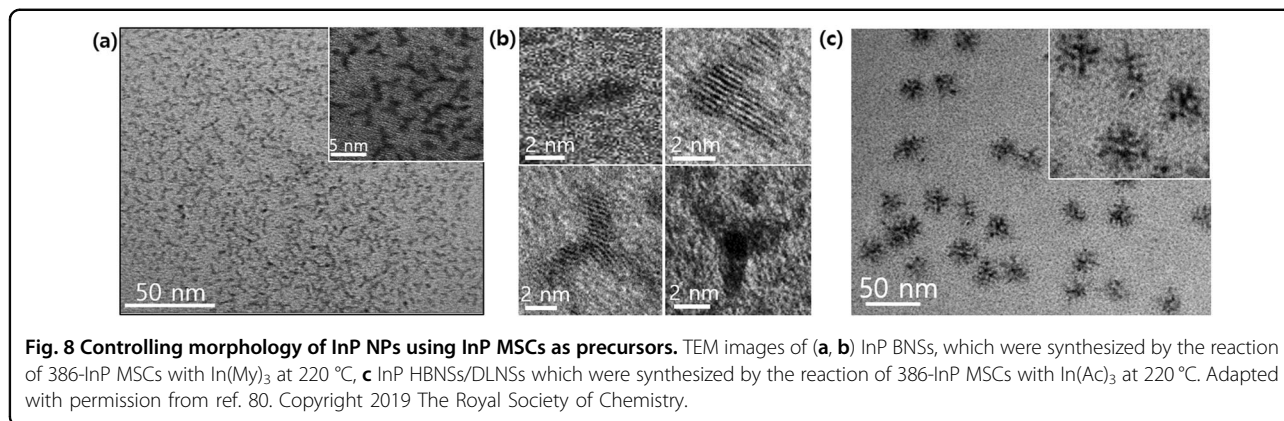 (a)
5 nm
50 nm
(b)
2 nm
2 nm
2 nm
2 nm
(c)
50 nm
Fig. 8 Controlling morphology of InP NPs using InP MSCs as precursors. TEM images of (a, b) InP BNSs, which were synthesized by the reaction
of 386-InP MSCs with In(My)₃ at 220 °C, c InP HBNSs/DLNSs which were synthesized by the reaction of 386-InP MSCs with In(Ac)₃ at 220 °C. Adapted
with permission from ref. 80. Copyright 2019 The Royal Society of Chemistry.